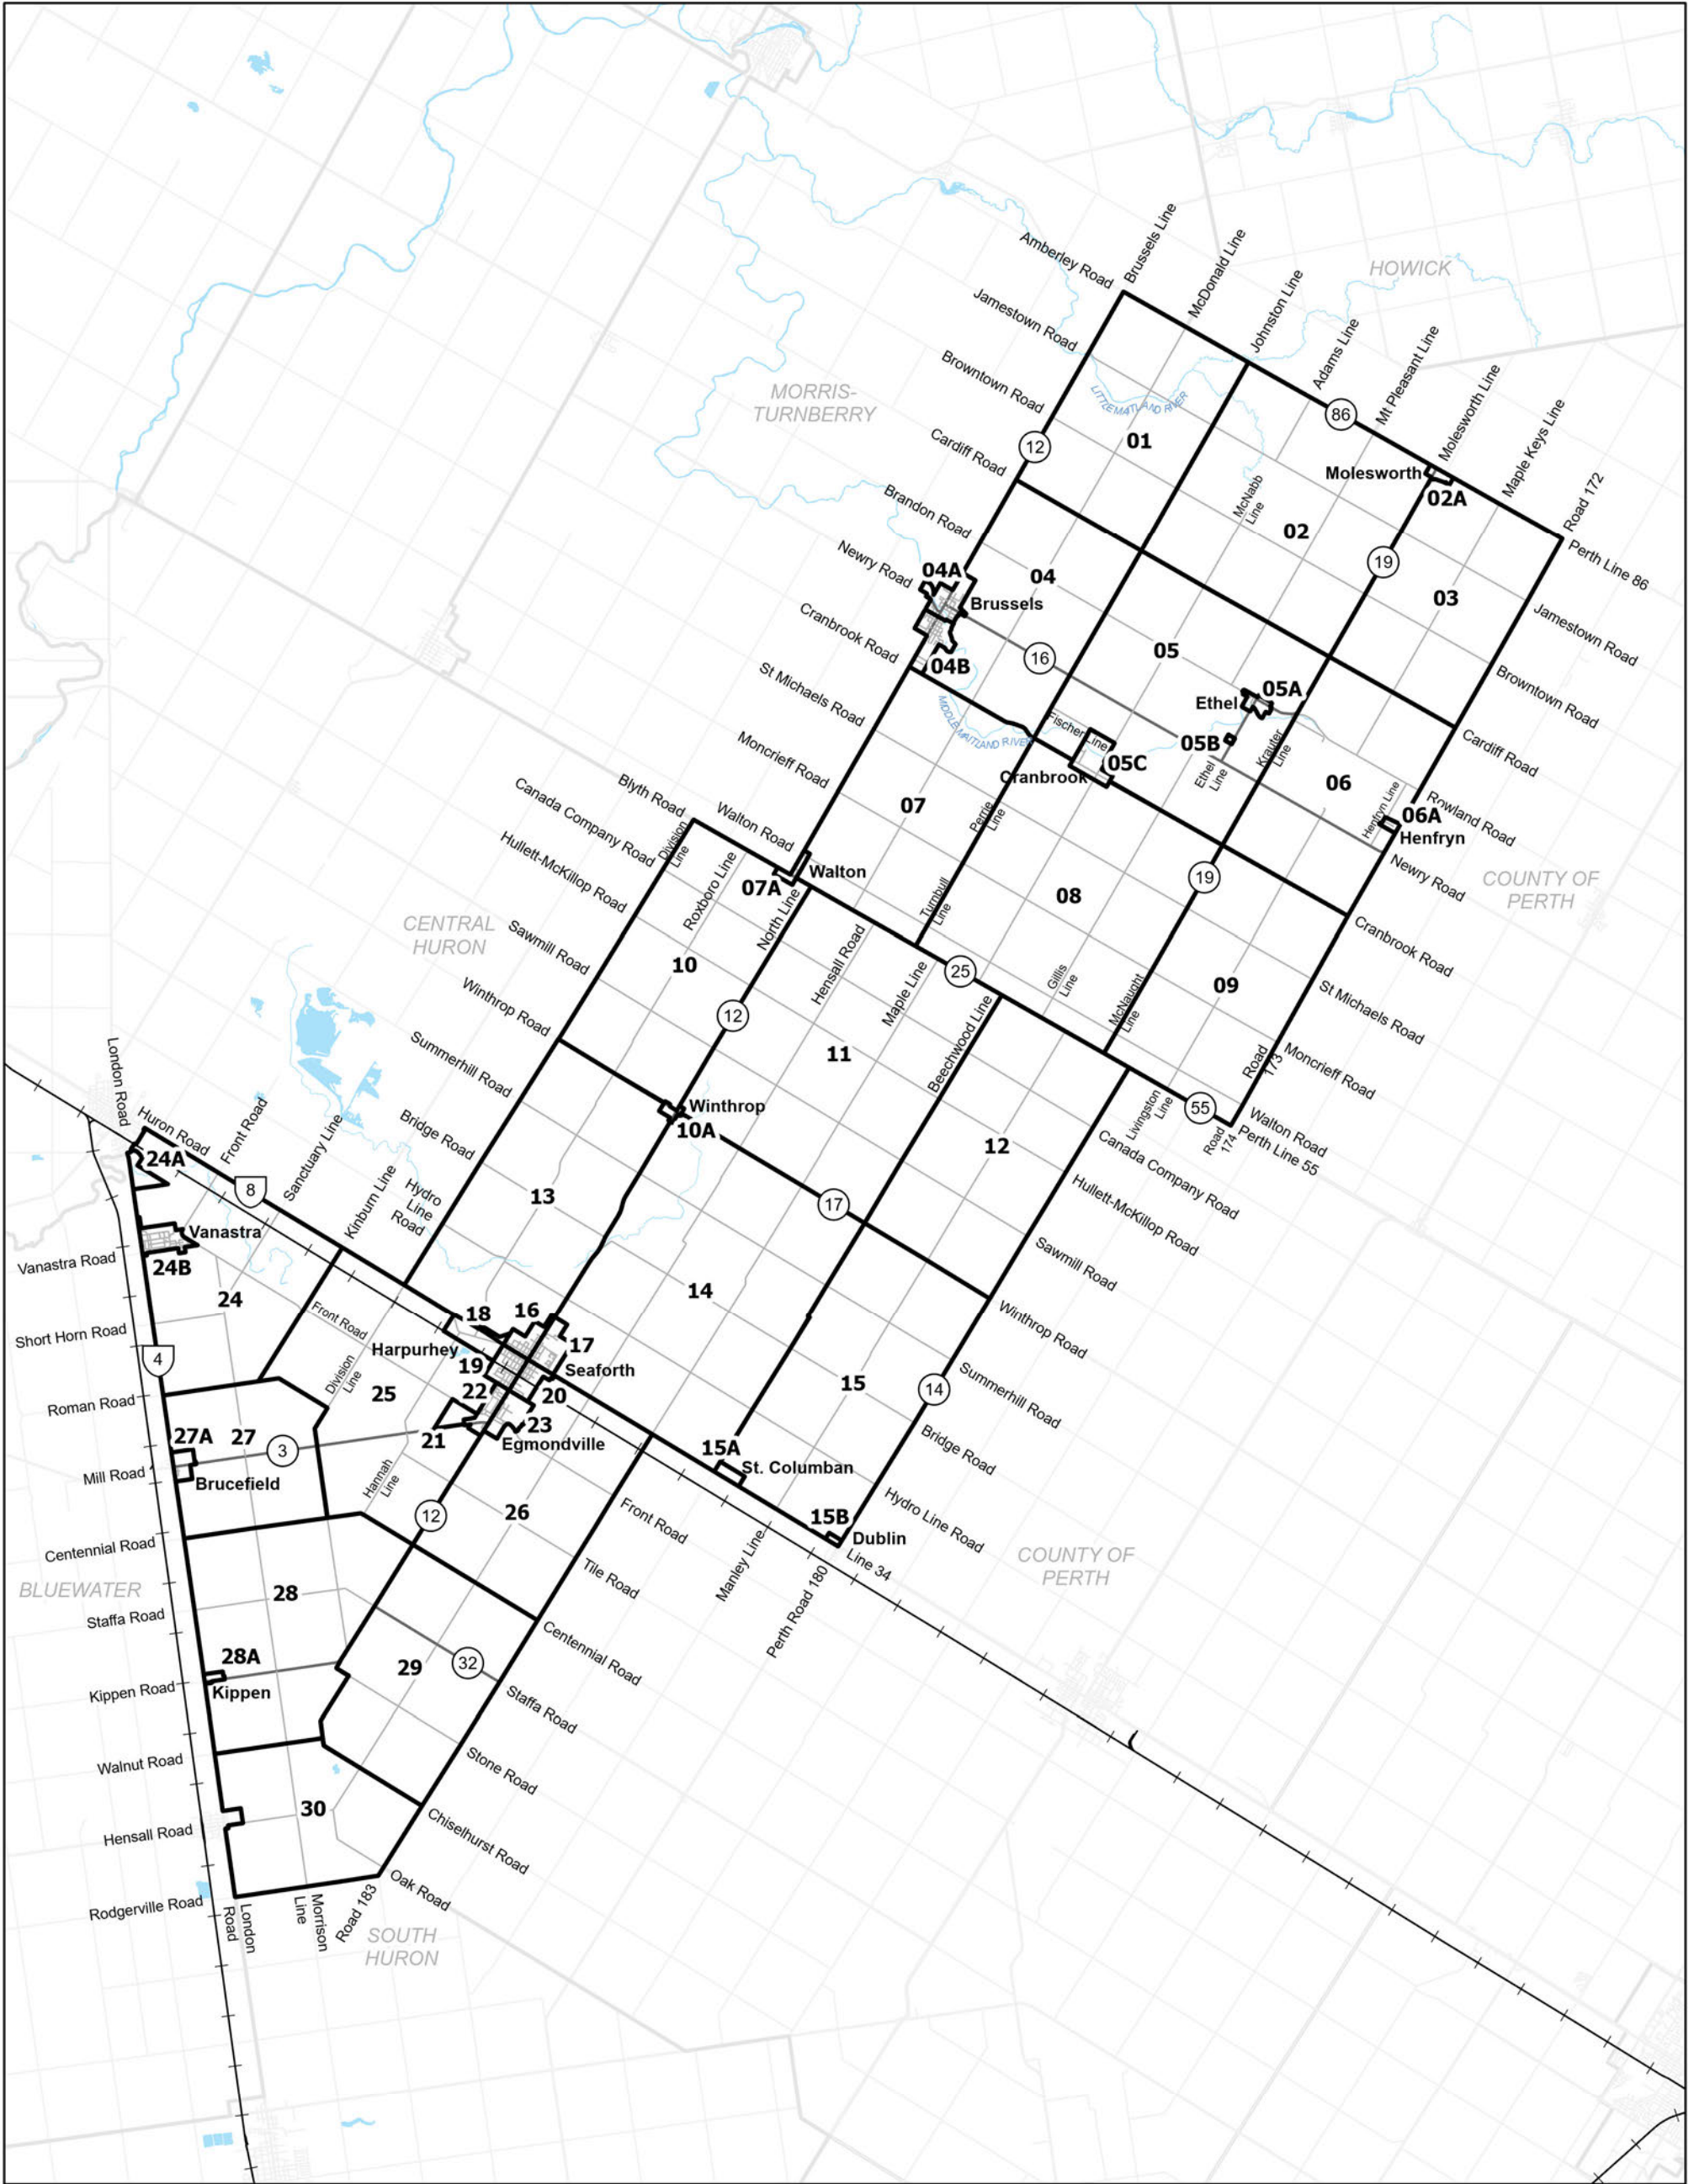 Amberley Road
Brussels Line
McDonald Line
Johnston Line
HOWICK
Jamestown Road
Adams Line
Mt Pleasant Line
Browntown Road
Molesworth Line
Maple Keys Line
MORRIS-
TURNBERRY
LITTLE MAITLAND RIVER
86
01
12
Cardiff Road
Molesworth
02A
McNabb
Line
Road 172
Brandon Road
02
Perth Line 86
Newry Road
19
04A
04
03
Brussels
Jamestown Road
Cranbrook Road
04B
16
05
Browntown Road
St Michaels Road
Ethel
05A
MIDDLE MAITLAND RIVER
Fischer Line
05B
Krauter
Line
Cardiff Road
Moncrieff Road
Cranbrook
05C
Ethel
Line
06
Blyth Road
Walton Road
07
Perrie
Line
Henfryn Line
Rowland Road
06A
Henfryn
Canada Company Road
Division
Line
Hullett-McKillop Road
Roxboro Line
07A
Walton
Newry Road
19
COUNTY OF
PERTH
08
Turnbull
Line
CENTRAL
HURON
North Line
Sawmill Road
Hensall Road
Cranbrook Road
10
Maple Line
25
Gillis
Line
09
McNaught
Line
Winthrop Road
12
Beechwood Line
St Michaels Road
Summerhill Road
11
Road
173
Moncrieff Road
London Road
Huron Road
Front Road
Bridge Road
Winthrop
10A
Livingston
Line
55
Walton Road
Road
174
Perth Line 55
12
Canada Company Road
24A
Sanctuary Line
8
Kinburn Line
Hydro
Line
Road
13
17
Hullett-McKillop Road
Vanastra
Vanastra Road
24B
Sawmill Road
24
14
Short Horn Road
Front Road
18
16
17
Winthrop Road
Harpurhey
19
Seaforth
4
Division
Line
25
22
20
15
14
Summerhill Road
Roman Road
21
23
Egmondville
Bridge Road
27A
27
3
15A
St. Columban
Mill Road
Brucefield
Hannah
Line
12
26
Front Road
15B
Dublin
Hydro Line Road
Centennial Road
Manley Line
Line 34
COUNTY OF
PERTH
Tile Road
BLUEWATER
28
Perth Road 180
Staffa Road
Centennial Road
28A
29
32
Kippen Road
Kippen
Staffa Road
Walnut Road
Stone Road
30
Hensall Road
Chiselhurst Road
Rodgerville Road
London
Road
Morrison
Line
Road 183
Oak Road
SOUTH
HURON